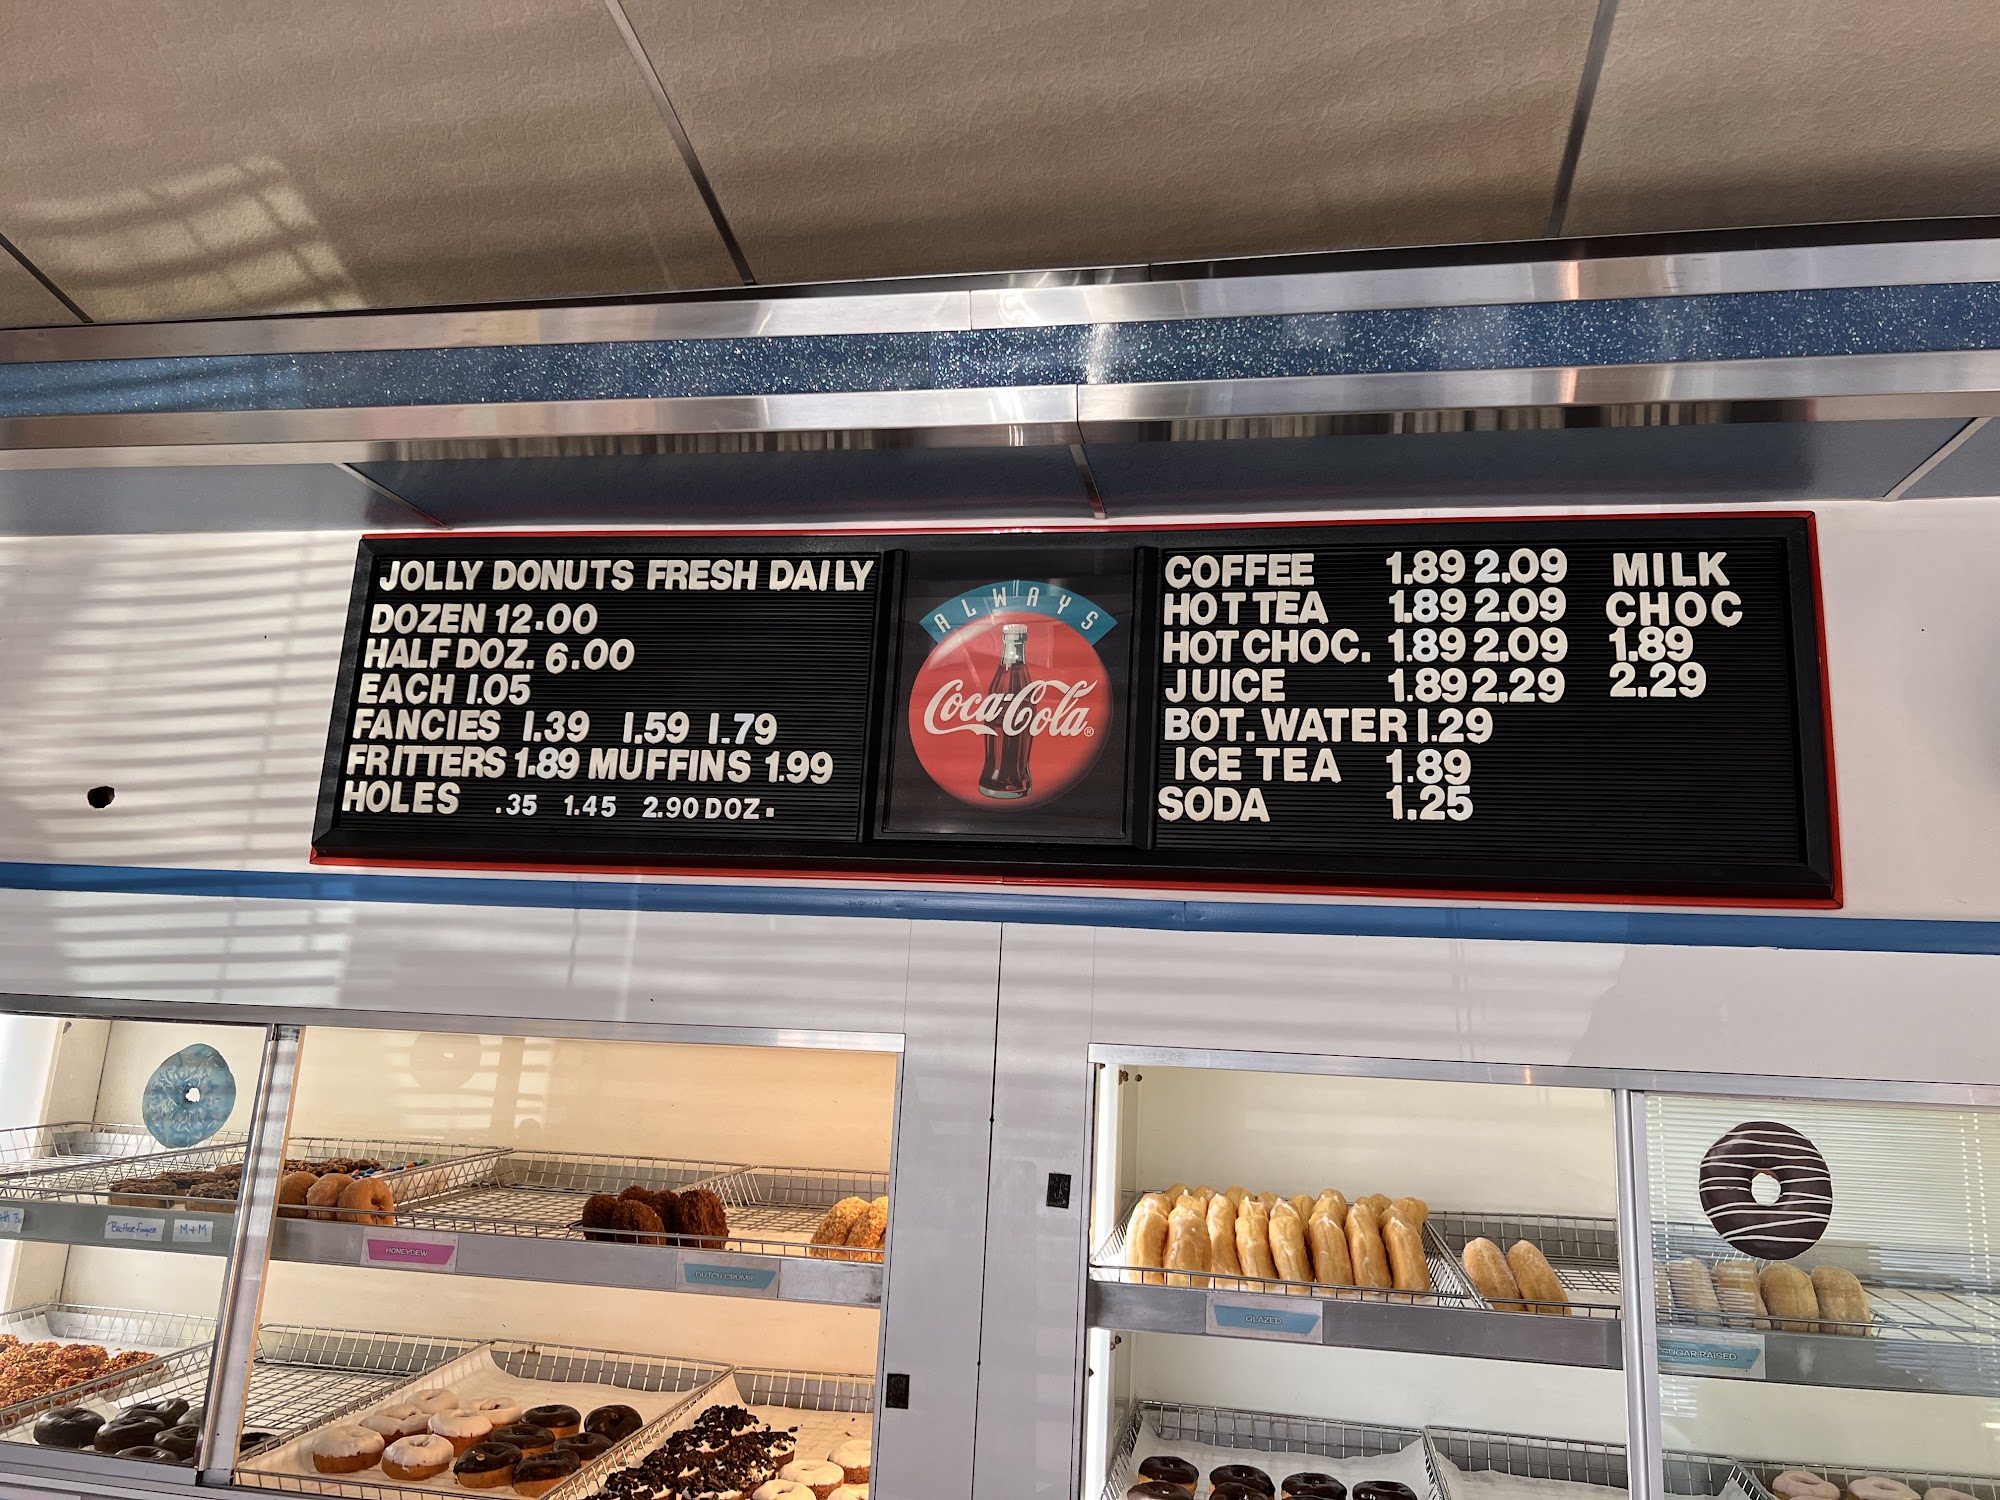 JOLLY DONUTS FRESH DAILY
DOZEN 12.00
HALF DOZ. 6.00
EACH 1.05
FANCIES 1.39 1.59 1.79
FRITTERS 1.89 MUFFINS 1.99
HOLES .35 1.45 2.90 DOZ.
ALWAYS
Coca-Cola®
COFFEE 1.89 2.09
HOT TEA 1.89 2.09
HOT CHOC. 1.89 2.09
JUICE 1.89 2.29
BOT. WATER 1.29
ICE TEA 1.89
SODA 1.25
MILK
CHOC
1.89
2.29
Butterfinger
M+M
HONEYDEW
DUTCH CRUMB
GLAZED
SUGAR RAISED